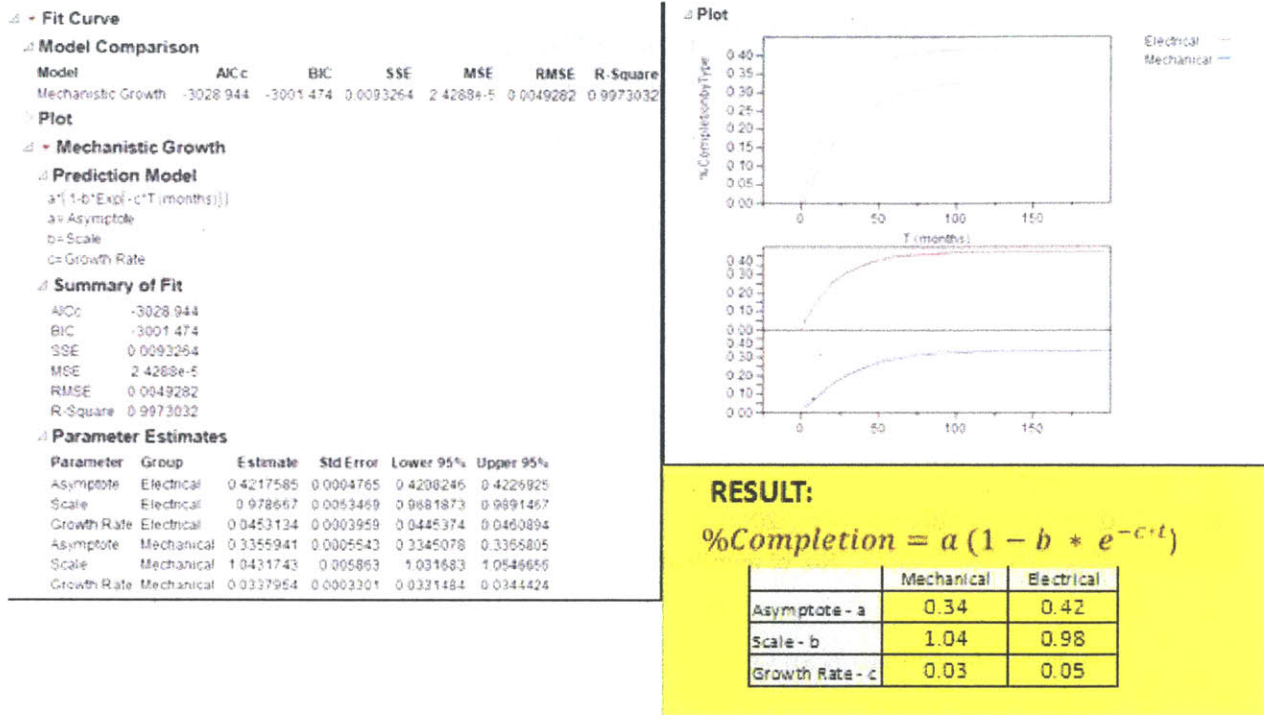 Fit Curve
Model Comparison
Model AICc BIC SSE MSE RMSE R-Square
Mechanistic Growth -3028.944 -3001.474 0.0093264 2.4288e-5 0.0049282 0.9973032
Plot
Mechanistic Growth
Prediction Model
a*(1-b*Exp(-c*T (months)))
a = Asymptote
b = Scale
c = Growth Rate
Summary of Fit
AICc -3028.944
BIC -3001.474
SSE 0.0093264
MSE 2.4288e-5
RMSE 0.0049282
R-Square 0.9973032
Parameter Estimates
Parameter Group Estimate Std Error Lower 95% Upper 95%
Asymptote Electrical 0.4217585 0.0004765 0.4208246 0.4226925
Scale Electrical 0.978667 0.0053469 0.9681873 0.9891467
Growth Rate Electrical 0.0453134 0.0003959 0.0445374 0.0460894
Asymptote Mechanical 0.3355941 0.0005543 0.3345078 0.3366805
Scale Mechanical 1.0431743 0.005863 1.031683 1.0546656
Growth Rate Mechanical 0.0337954 0.0003301 0.0331484 0.0344424
Plot
Electrical
Mechanical
%CompletionbyType
0.40
0.35
0.30
0.25
0.20
0.15
0.10
0.05
0.00
0 50 100 150
T (months)
0.40
0.30
0.20
0.10
0.00
0.40
0.30
0.20
0.10
0.00
0 50 100 150
RESULT:
%Completion = a (1 − b * e^{−c*t})
Mechanical Electrical
Asymptote - a 0.34 0.42
Scale - b 1.04 0.98
Growth Rate - c 0.03 0.05